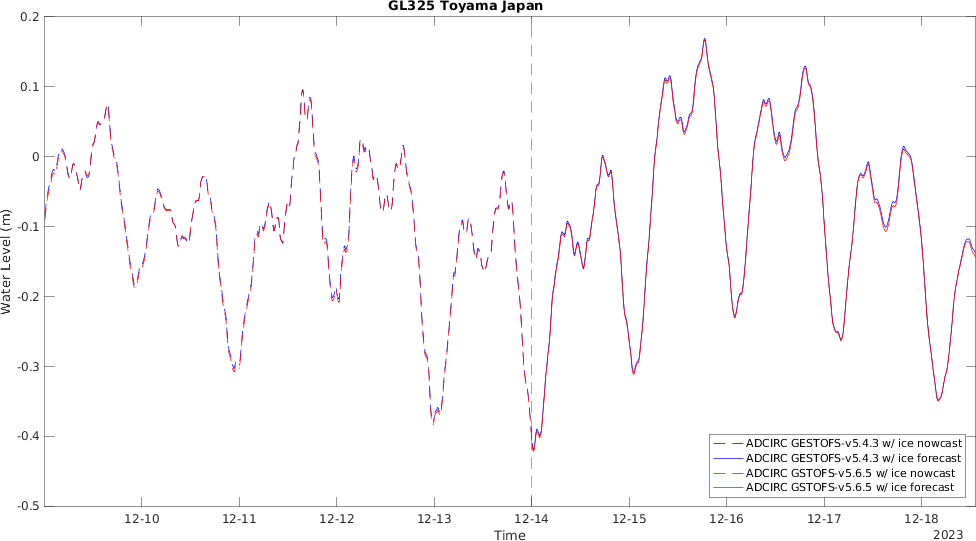 GL325 Toyama Japan
0.2
0.1
0
-0.1
-0.2
-0.3
-0.4
-0.5
Water Level (m)
ADCIRC GESTOFS-v5.4.3 w/ ice nowcast
ADCIRC GESTOFS-v5.4.3 w/ ice forecast
ADCIRC GSTOFS-v5.6.5 w/ ice nowcast
ADCIRC GSTOFS-v5.6.5 w/ ice forecast
12-10 12-11 12-12 12-13 12-14 12-15 12-16 12-17 12-18
Time
2023